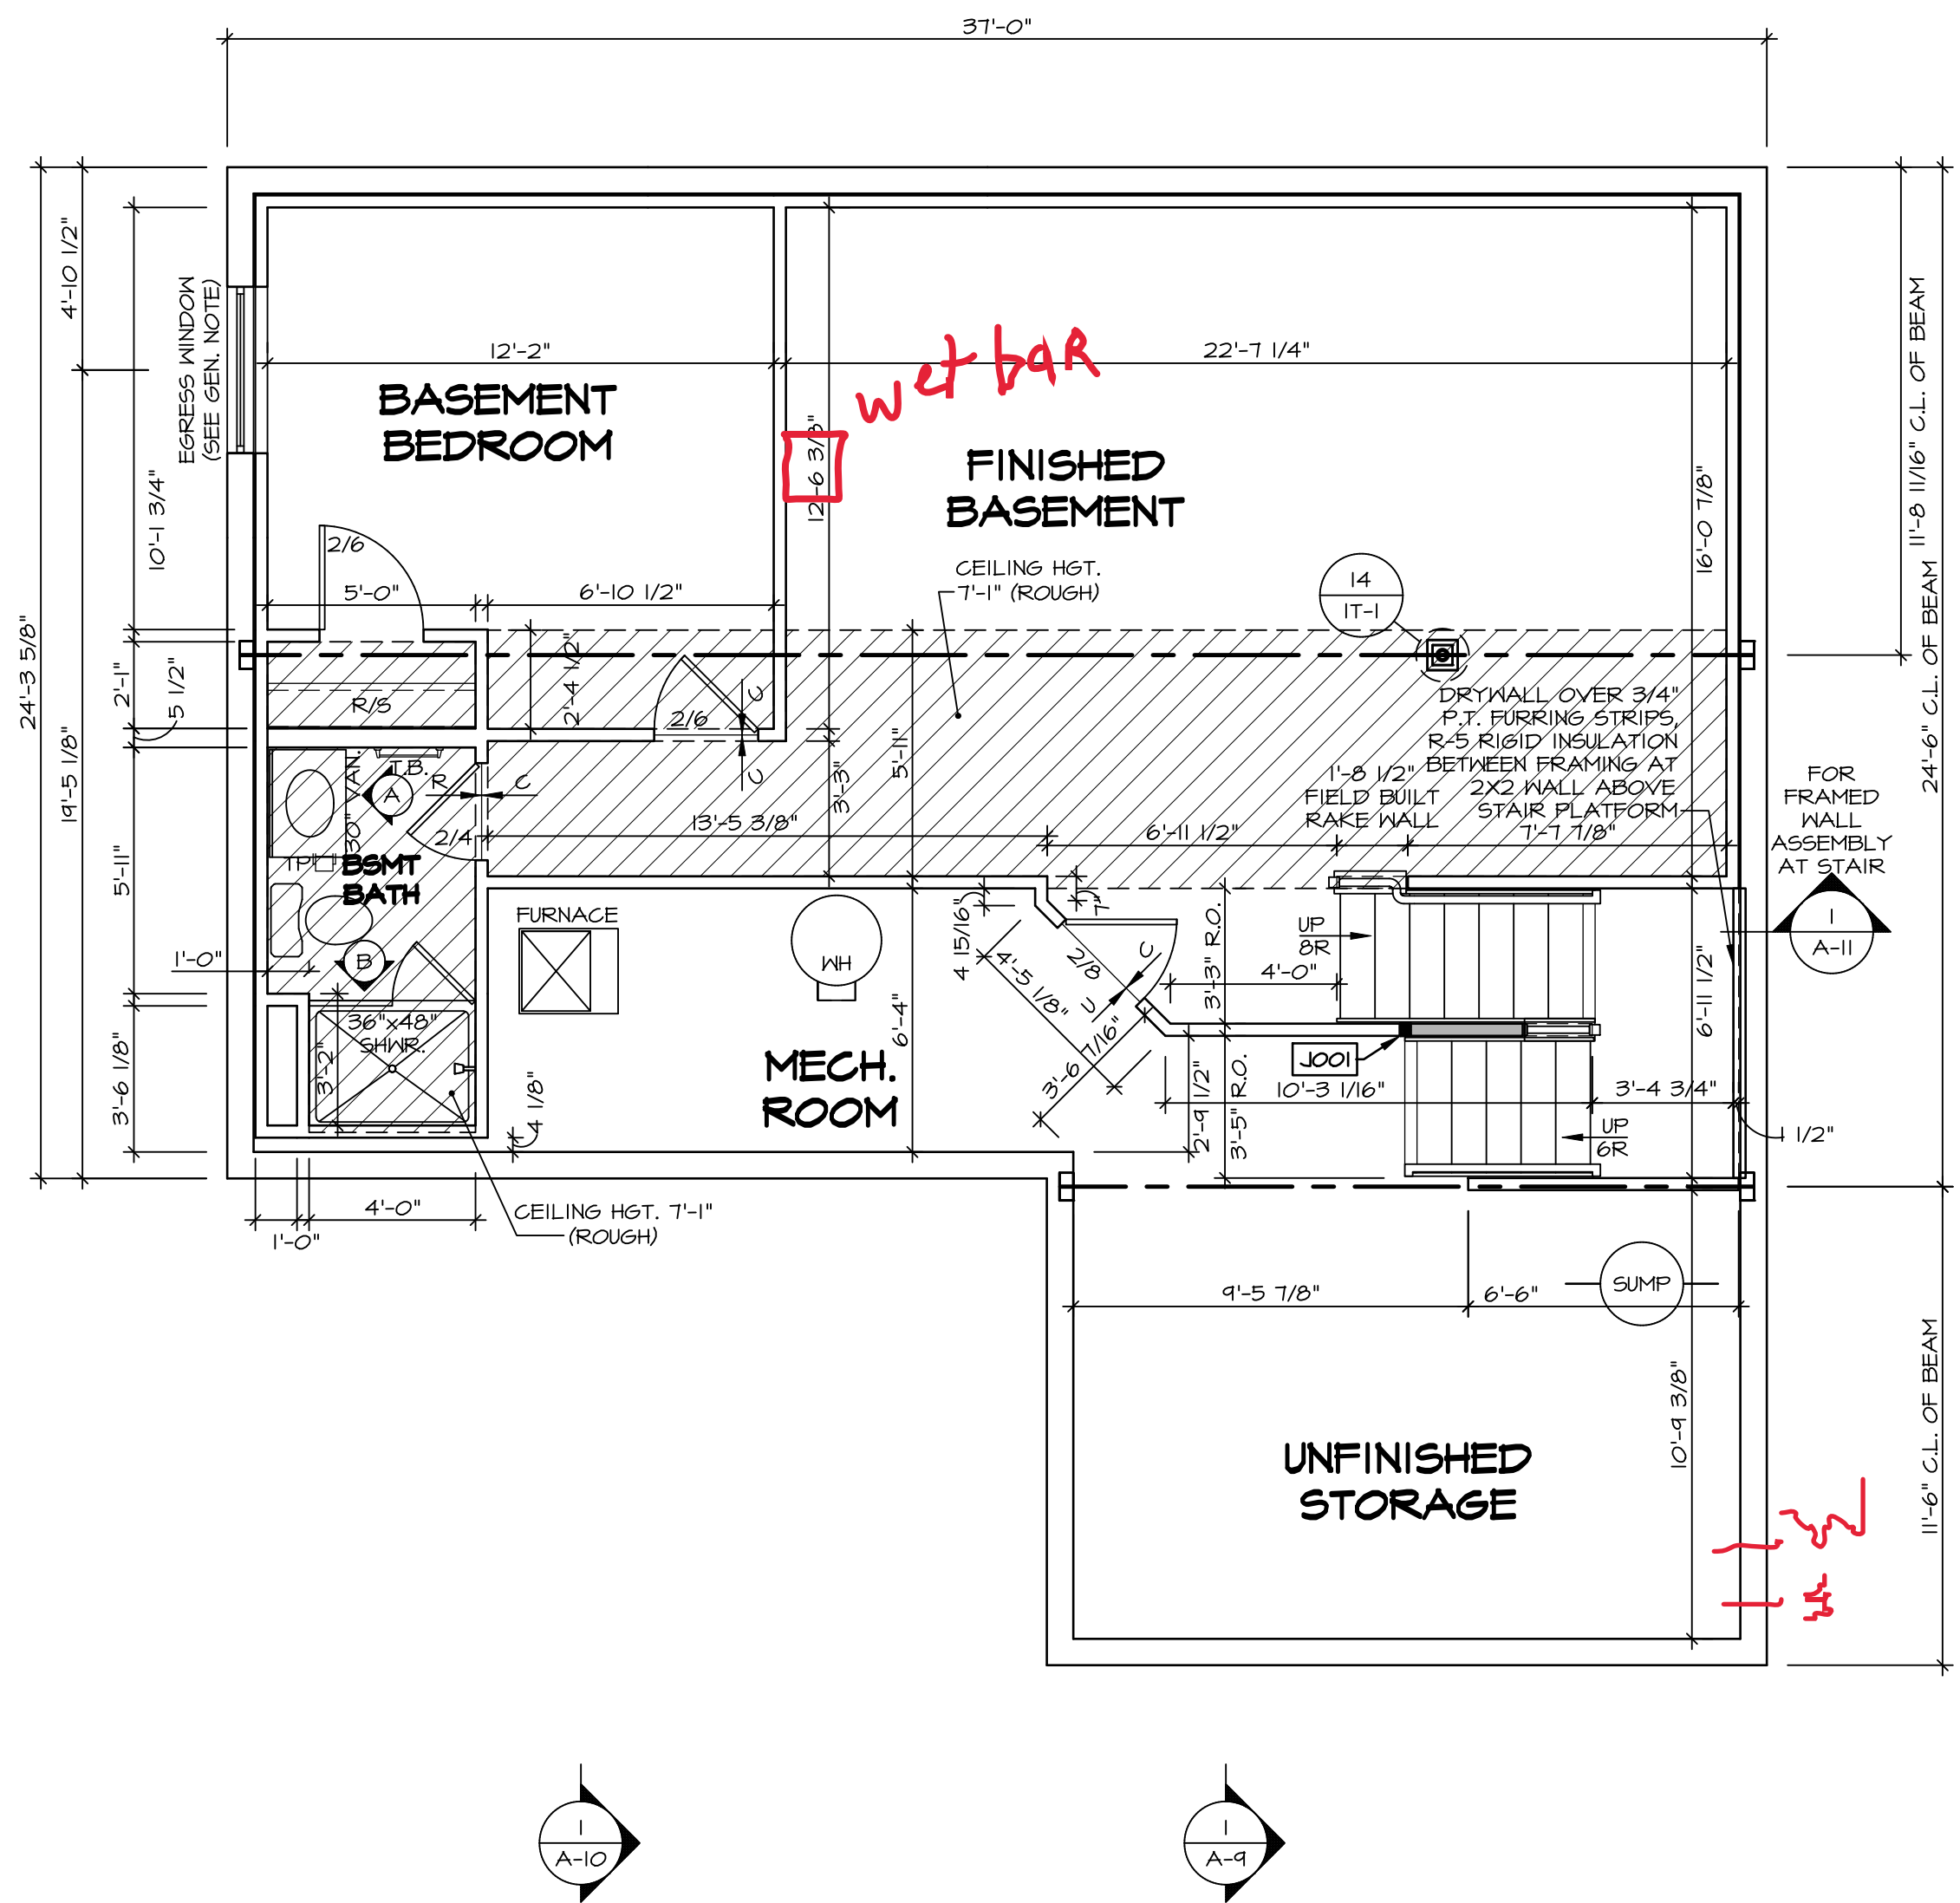 37'-0"
4'-10 1/2"
24'-3 5/8"
19'-5 1/8"
10'-1 3/4"
2'-1"
5 1/2"
5'-11"
3'-6 1/8"
EGRESS WINDOW
(SEE GEN. NOTE)
12'-2"
BASEMENT
BEDROOM
wet baR
22'-7 1/4"
12'-6 3/8"
FINISHED
BASEMENT
16'-0 7/8"
11'-8 11/16" C.L. OF BEAM
24'-6" C.L. OF BEAM
2/6
5'-0"
6'-10 1/2"
CEILING HGT.
7'-1" (ROUGH)
14
1T-1
2'-4 1/2"
R/S
2/6
C
C
5'-11"
3'-3"
DRYWALL OVER 3/4"
P.T. FURRING STRIPS,
R-5 RIGID INSULATION
BETWEEN FRAMING AT
2X2 WALL ABOVE
STAIR PLATFORM
1'-8 1/2"
FIELD BUILT
RAKE WALL
FOR
FRAMED
WALL
ASSEMBLY
AT STAIR
1
A-11
30" VAN.
T.B.
A
R
C
2/4
TP
BSMT
BATH
13'-5 3/8"
6'-11 1/2"
7'-7 7/8"
B
1'-0"
36"x48"
SHWR.
3'-2"
FURNACE
WH
6'-4"
MECH.
ROOM
4 1/8"
4 15/16"
7"
2/8
C
U
4'-5 1/8"
3'-6 7/16"
3'-3" R.O.
4'-0"
UP
8R
6'-11 1/2"
J001
2'-9 1/2"
3'-5" R.O.
10'-3 1/16"
3'-4 3/4"
UP
6R
1 1/2"
4'-0"
1'-0"
CEILING HGT. 7'-1"
(ROUGH)
9'-5 7/8"
6'-6"
SUMP
10'-9 3/8"
11'-6" C.L. OF BEAM
UNFINISHED
STORAGE
1
A-10
1
A-9